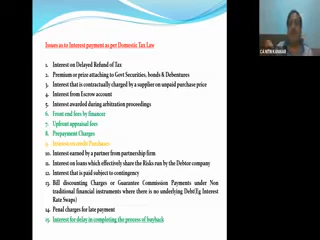 Issues as to Interest payment as per Domestic Tax Law
1. Interest on Delayed Refund of Tax
2. Premium or prize attaching to Govt Securities, bonds & Debentures
3. Interest that is contractually charged by a supplier on unpaid purchase price
4. Interest from Escrow account
5. Interest awarded during arbitration proceedings
6. Front end fees by financer
7. Upfront appraisal fees
8. Prepayment Charges
9. Interest on credit Purchases
10. Interest earned by a partner from partnership firm
11. Interest on loans which effectively share the Risks run by the Debtor company
12. Interest that is paid subject to contingency
13. Bill discounting Charges or Guarantee Commission Payments under Non
traditional financial instruments where there is no underlying Debt(Eg Interest
Rate Swaps)
14. Penal charges for late payment
15. Interest for delay in completing the process of buyback